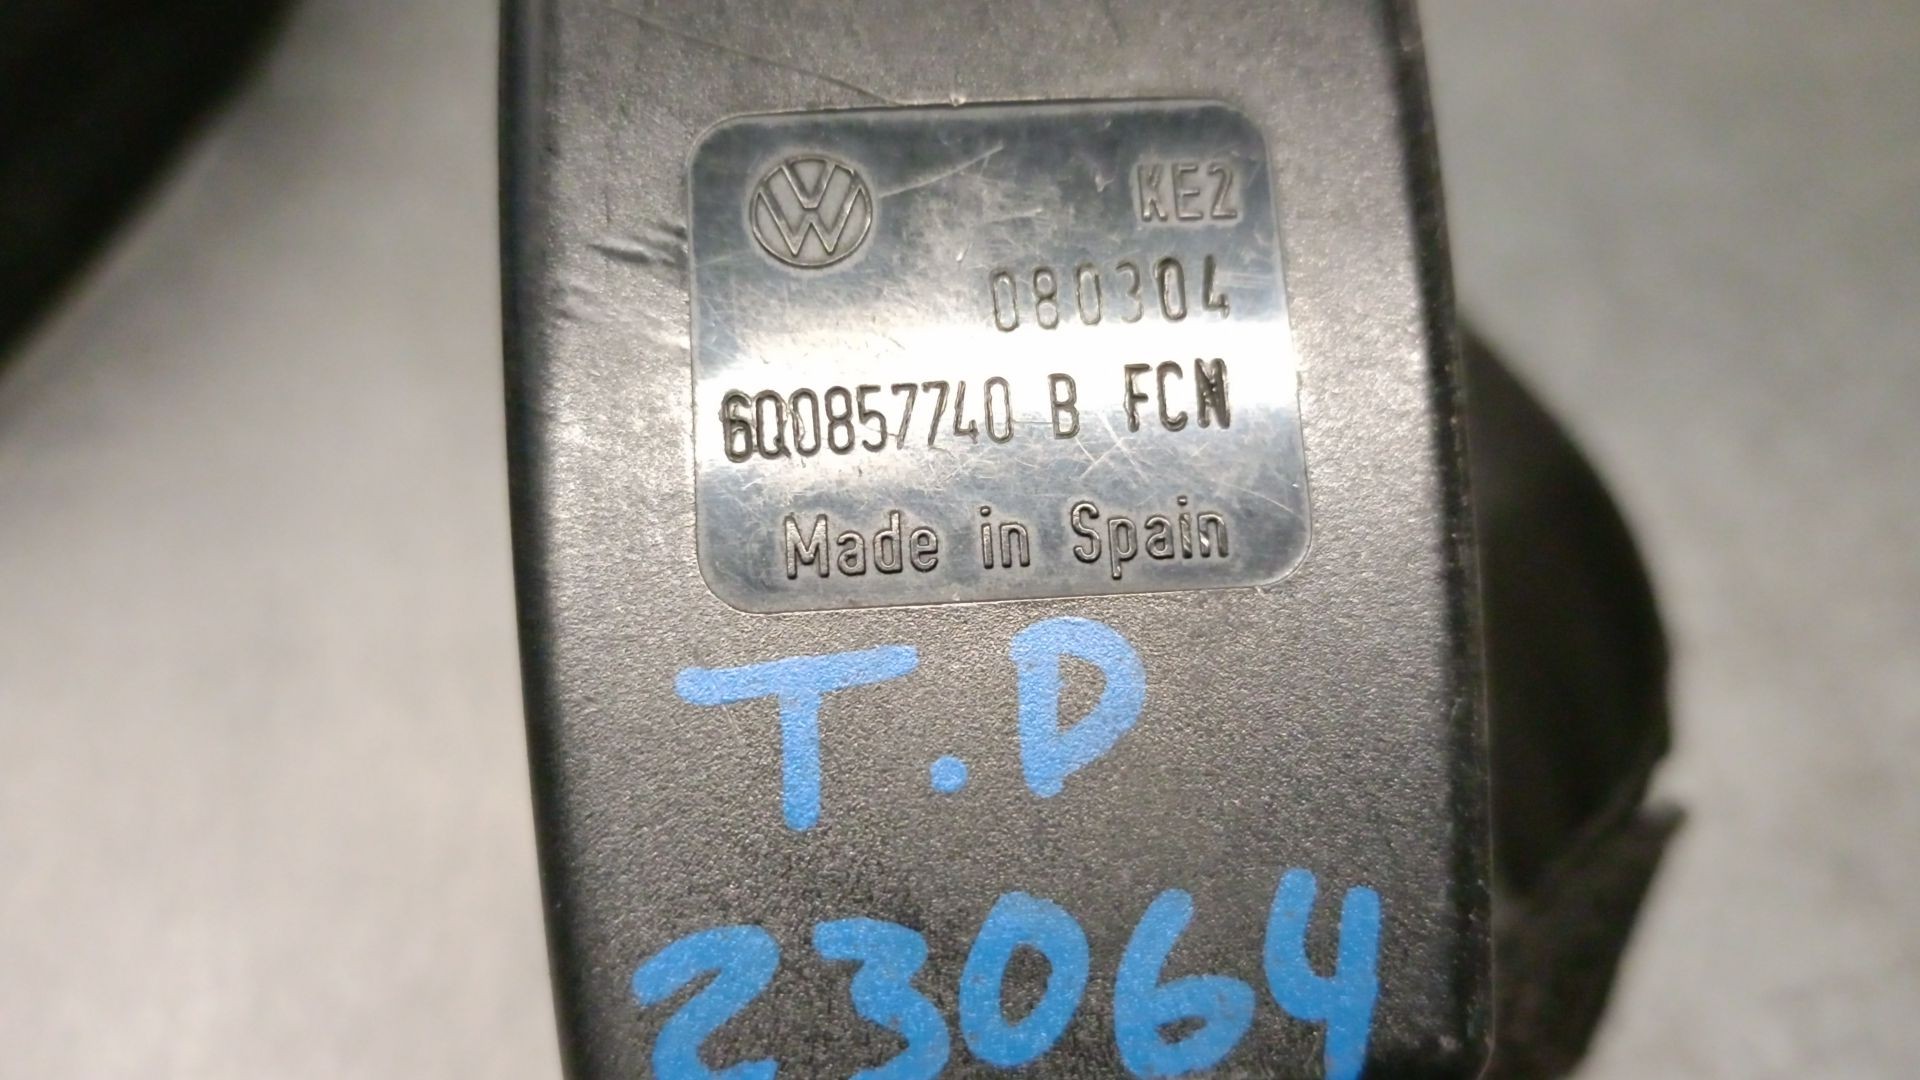 KE2
080304
6Q0857740 B FCN
Made in Spain
T.D
23064